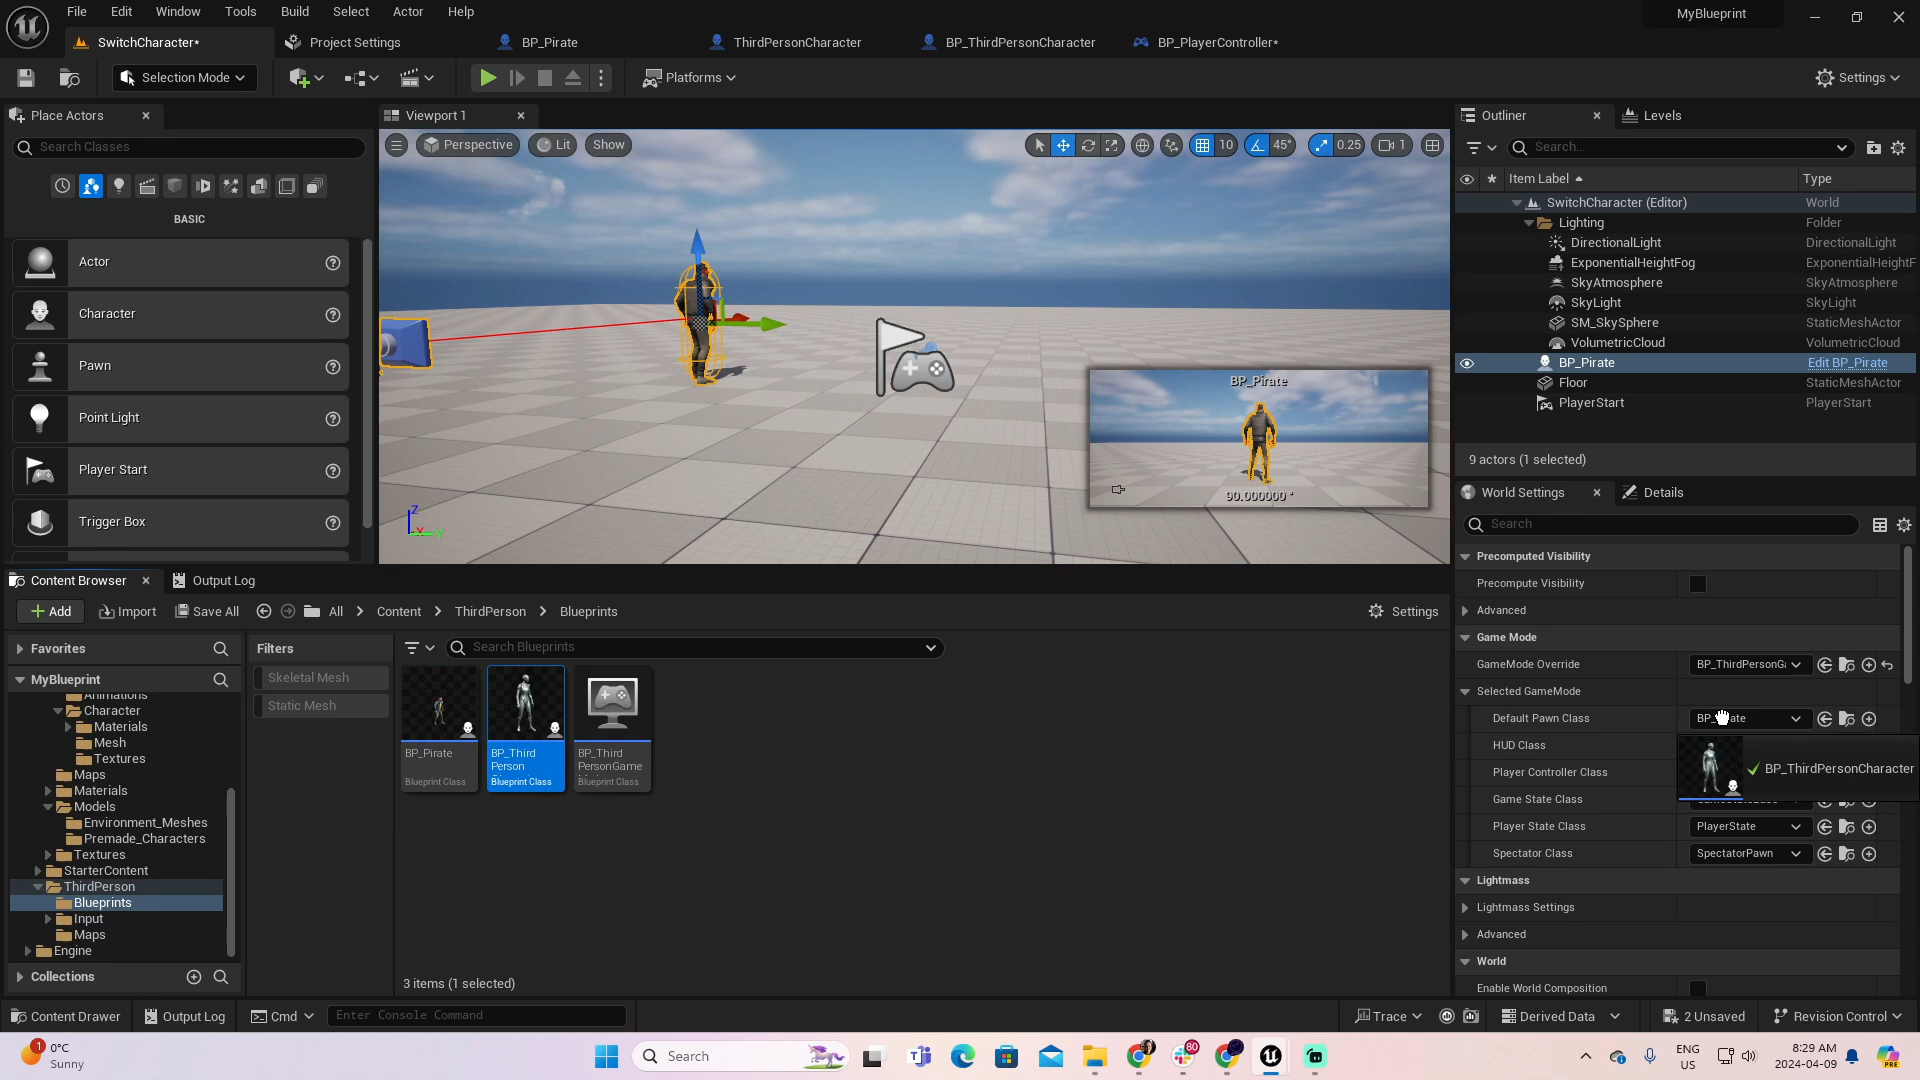 File Edit Window Tools Build Select Actor Help
MyBlueprint
SwitchCharacter*
Project Settings
BP_Pirate
ThirdPersonCharacter
BP_ThirdPersonCharacter
BP_PlayerController*
Selection Mode
Platforms
Settings
Place Actors
Search Classes
BASIC
Actor
Character
Pawn
Point Light
Player Start
Trigger Box
Viewport 1
Perspective
Lit
Show
10
45°
0.25
1
BP_Pirate
90.000000 °
Z
X
Y
Outliner
Levels
Search...
Item Label
Type
SwitchCharacter (Editor) World
Lighting Folder
DirectionalLight DirectionalLight
ExponentialHeightFog ExponentialHeightF
SkyAtmosphere SkyAtmosphere
SkyLight SkyLight
SM_SkySphere StaticMeshActor
VolumetricCloud VolumetricCloud
BP_Pirate Edit BP_Pirate
Floor StaticMeshActor
PlayerStart PlayerStart
9 actors (1 selected)
World Settings
Details
Search
Precomputed Visibility
Precompute Visibility
Advanced
Game Mode
GameMode Override BP_ThirdPersonGa
Selected GameMode
Default Pawn Class
HUD Class
Player Controller Class
BP_ThirdPersonCharacter
Game State Class
Player State Class PlayerState
Spectator Class SpectatorPawn
Lightmass
Lightmass Settings
Advanced
World
Enable World Composition
Content Browser
Output Log
Add
Import
Save All
All
Content
ThirdPerson
Blueprints
Settings
Favorites
MyBlueprint
Animations
Character
Materials
Mesh
Textures
Maps
Materials
Models
Environment_Meshes
Premade_Characters
Textures
StarterContent
ThirdPerson
Blueprints
Input
Maps
Engine
Collections
Filters
Skeletal Mesh
Static Mesh
Search Blueprints
BP_Pirate
Blueprint Class
BP_Third
Person
Blueprint Class
BP_Third
PersonGame
Blueprint Class
3 items (1 selected)
Content Drawer
Output Log
Cmd
Enter Console Command
Trace
Derived Data
2 Unsaved
Revision Control
1
0°C
Sunny
Search
80
ENG
US
8:29 AM
2024-04-09
PRE